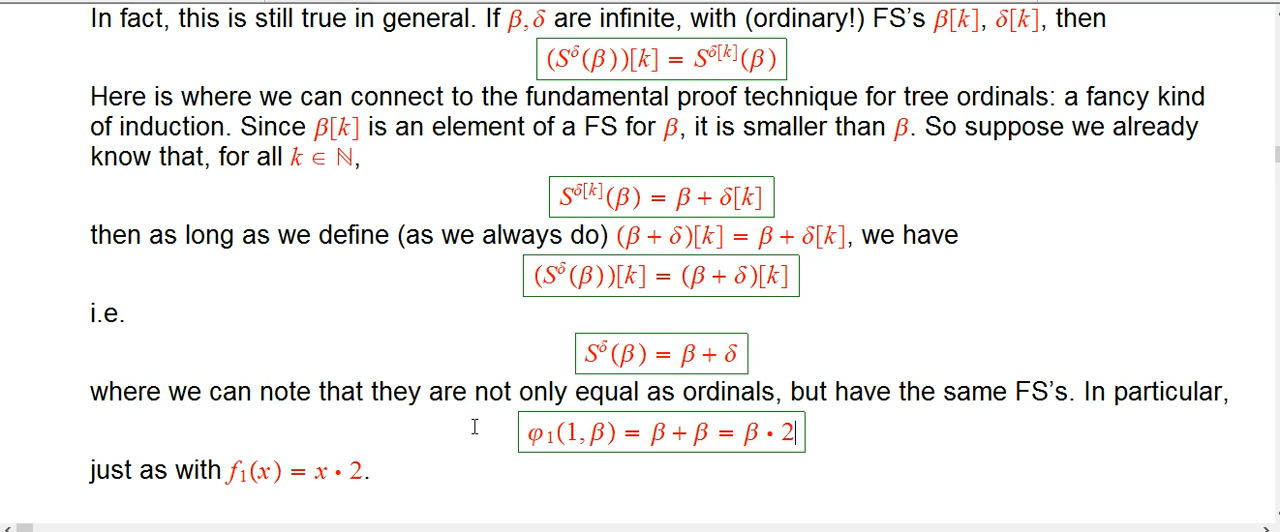 In fact, this is still true in general. If β, δ are infinite, with (ordinary!) FS's β[k], δ[k], then
(S^δ(β))[k] = S^δ[k](β)
Here is where we can connect to the fundamental proof technique for tree ordinals: a fancy kind
of induction. Since β[k] is an element of a FS for β, it is smaller than β. So suppose we already
know that, for all k ∈ ℕ,
S^δ[k](β) = β + δ[k]
then as long as we define (as we always do) (β + δ)[k] = β + δ[k], we have
(S^δ(β))[k] = (β + δ)[k]
i.e.
S^δ(β) = β + δ
where we can note that they are not only equal as ordinals, but have the same FS's. In particular,
φ₁(1, β) = β + β = β • 2
just as with f₁(x) = x • 2.